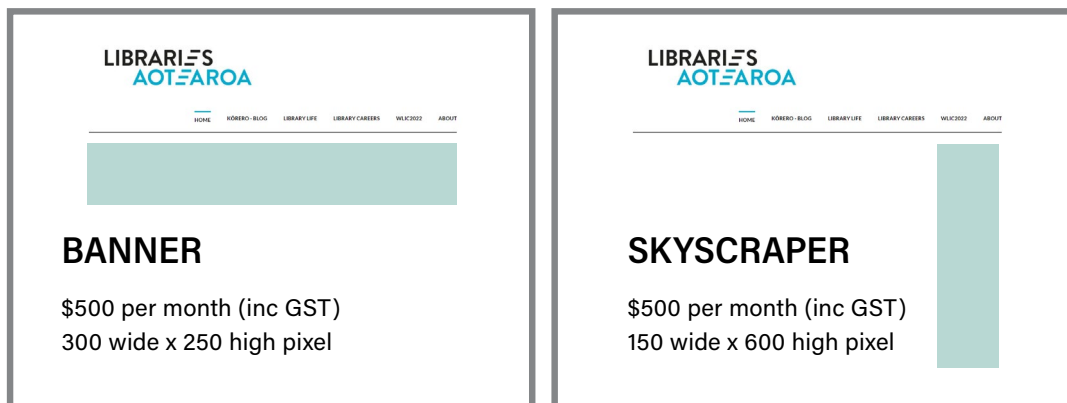 LIBRARIES
AOTEAROA
HOME KŌRERO - BLOG LIBRARY LIFE LIBRARY CAREERS WLIC2022 ABOUT
BANNER
$500 per month (inc GST)
300 wide x 250 high pixel
LIBRARIES
AOTEAROA
HOME KŌRERO - BLOG LIBRARY LIFE LIBRARY CAREERS WLIC2022 ABOUT
SKYSCRAPER
$500 per month (inc GST)
150 wide x 600 high pixel